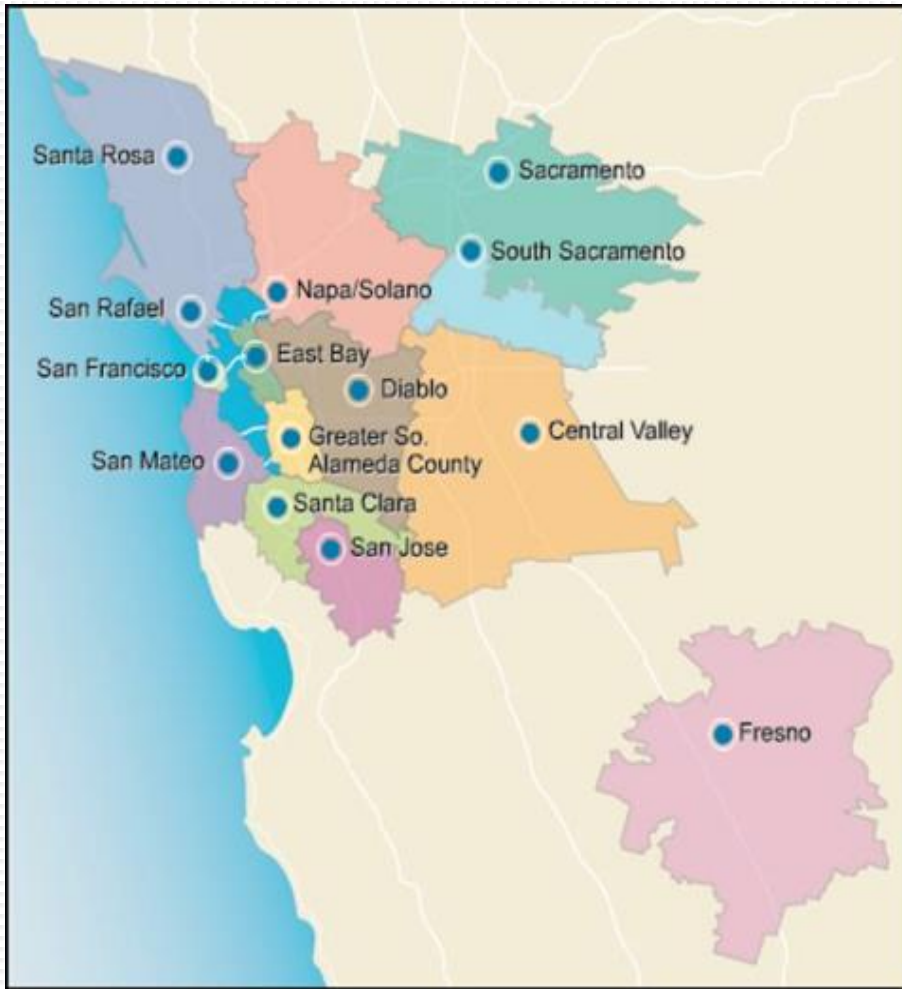 Santa Rosa
Sacramento
South Sacramento
Napa/Solano
San Rafael
East Bay
San Francisco
Diablo
Central Valley
Greater So.
Alameda County
San Mateo
Santa Clara
San Jose
Fresno